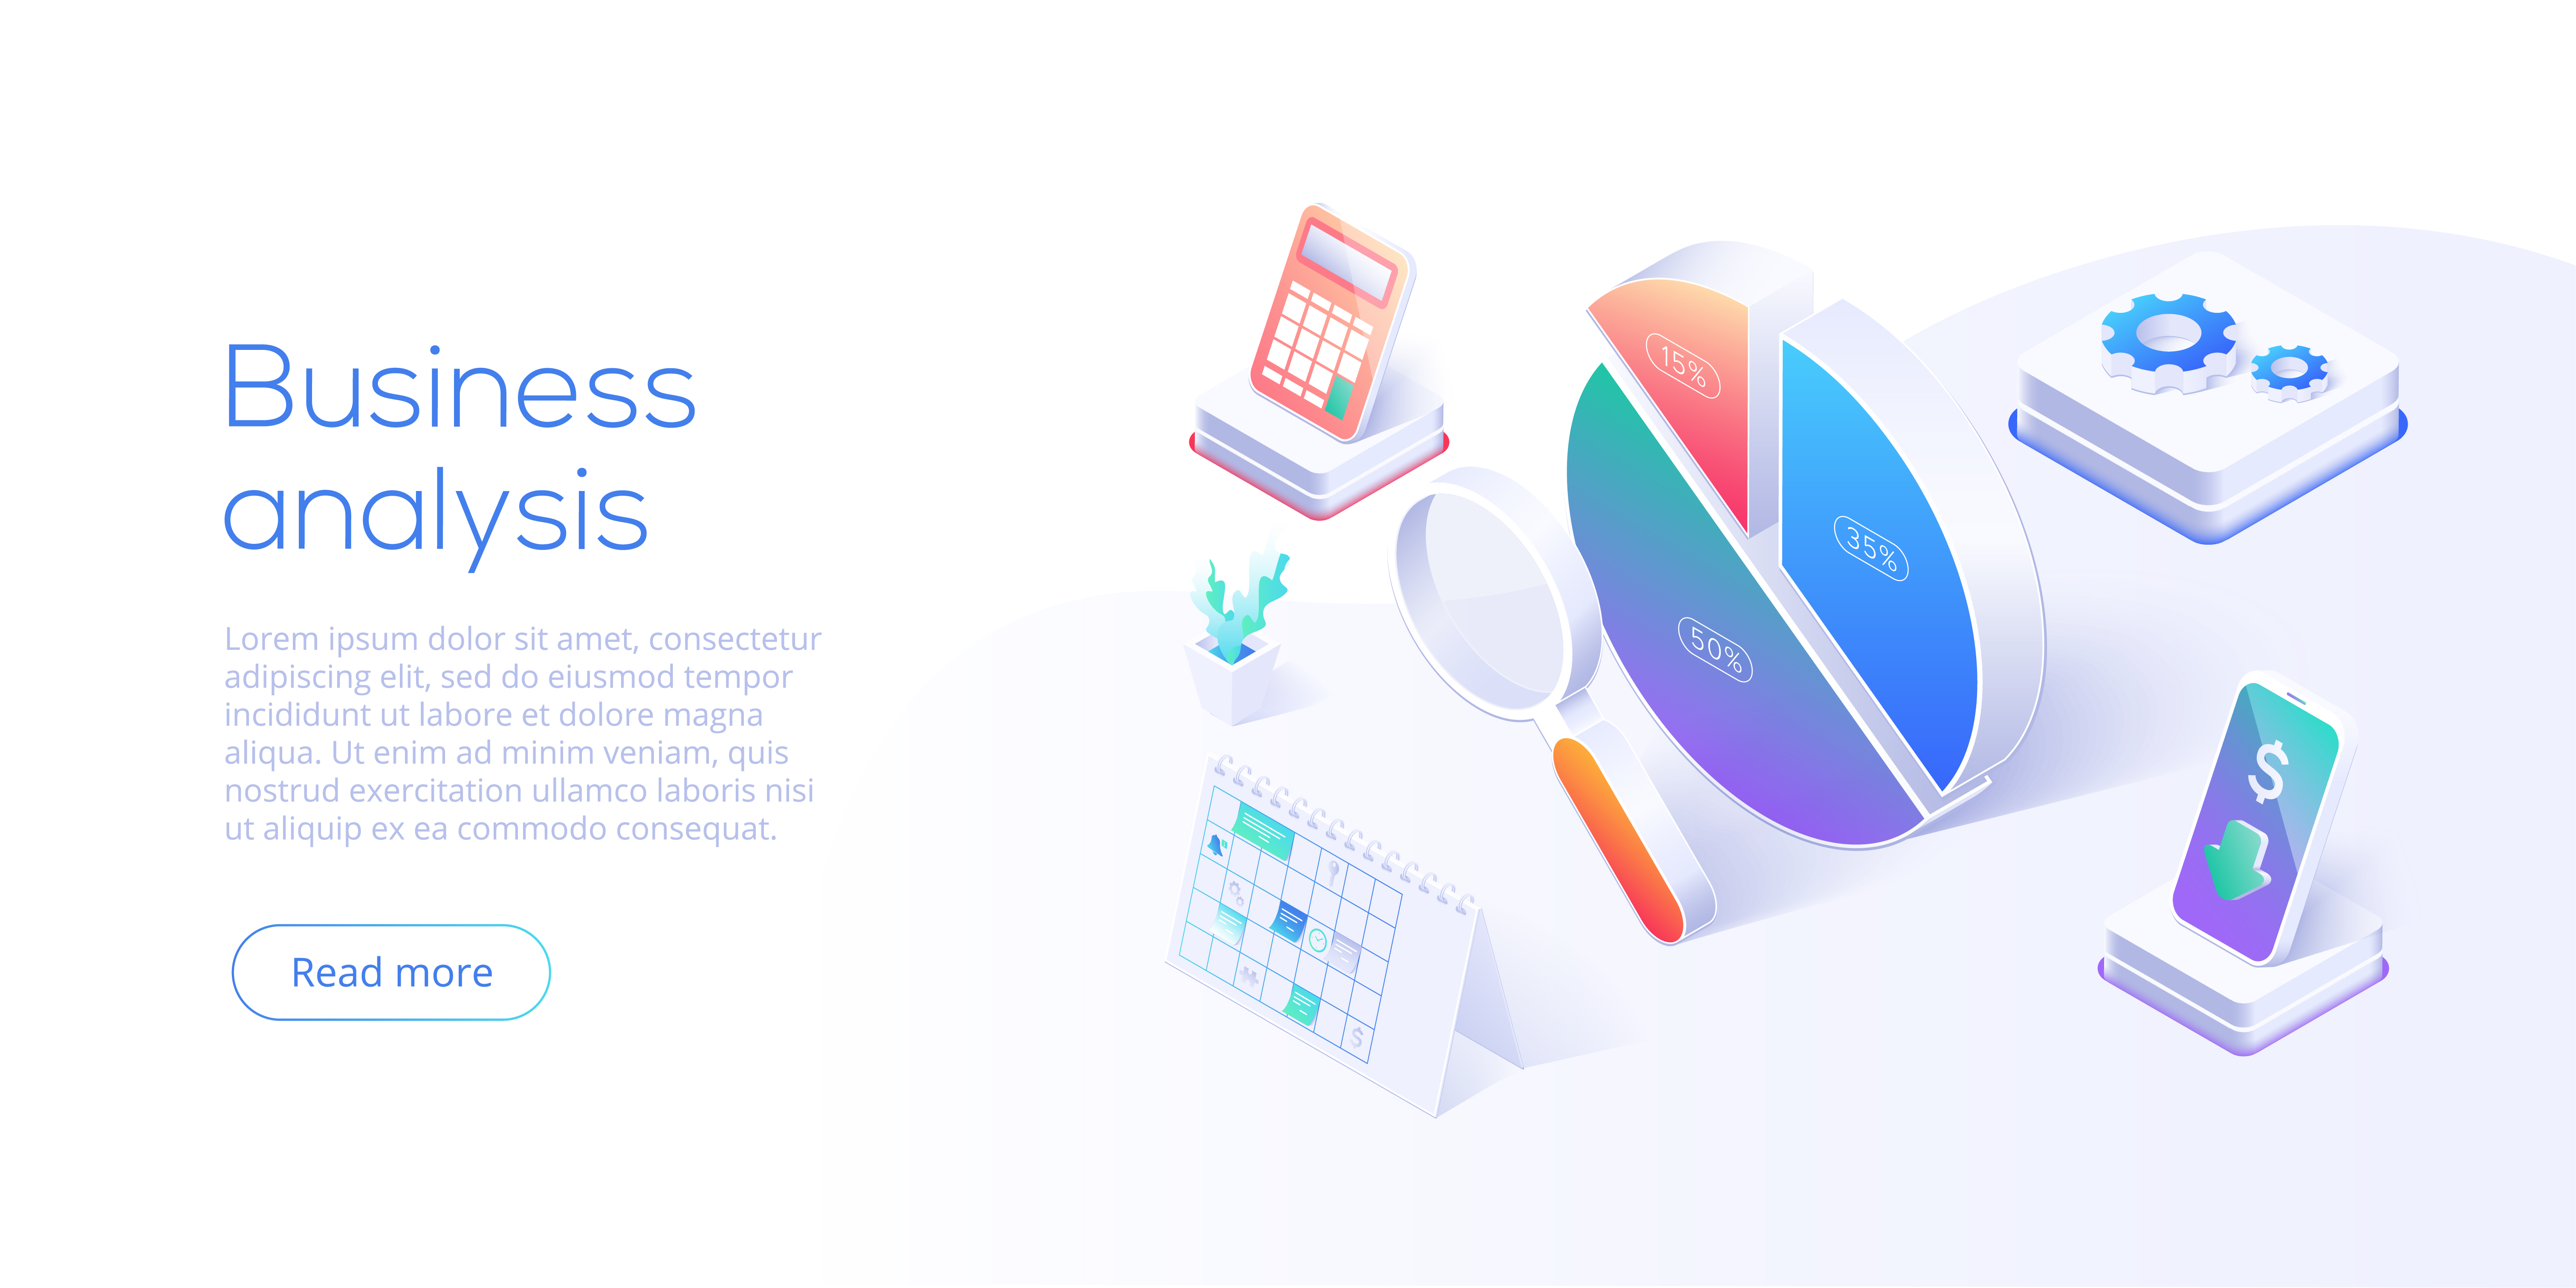 Business
analysis
Lorem ipsum dolor sit amet, consectetur
adipiscing elit, sed do eiusmod tempor
incididunt ut labore et dolore magna
aliqua. Ut enim ad minim veniam, quis
nostrud exercitation ullamco laboris nisi
ut aliquip ex ea commodo consequat.
Read more
15%
35%
50%
$
$